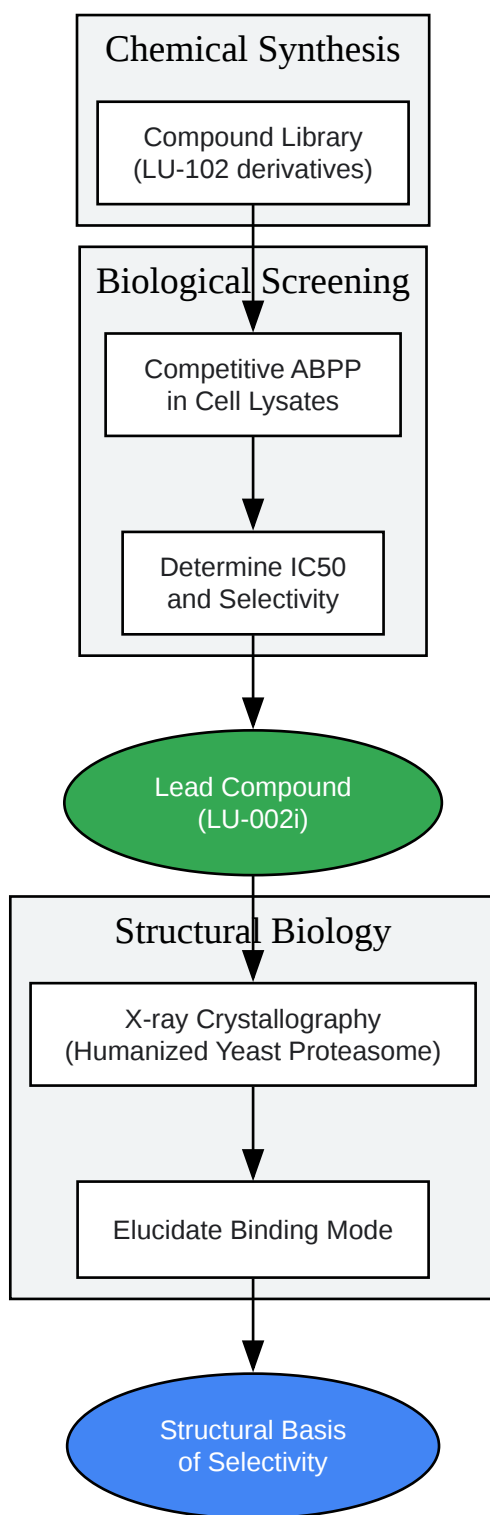 Chemical Synthesis
Compound Library
(LU-102 derivatives)
Biological Screening
Competitive ABPP
in Cell Lysates
Determine IC50
and Selectivity
Lead Compound
(LU-002i)
Structural Biology
X-ray Crystallography
(Humanized Yeast Proteasome)
Elucidate Binding Mode
Structural Basis
of Selectivity